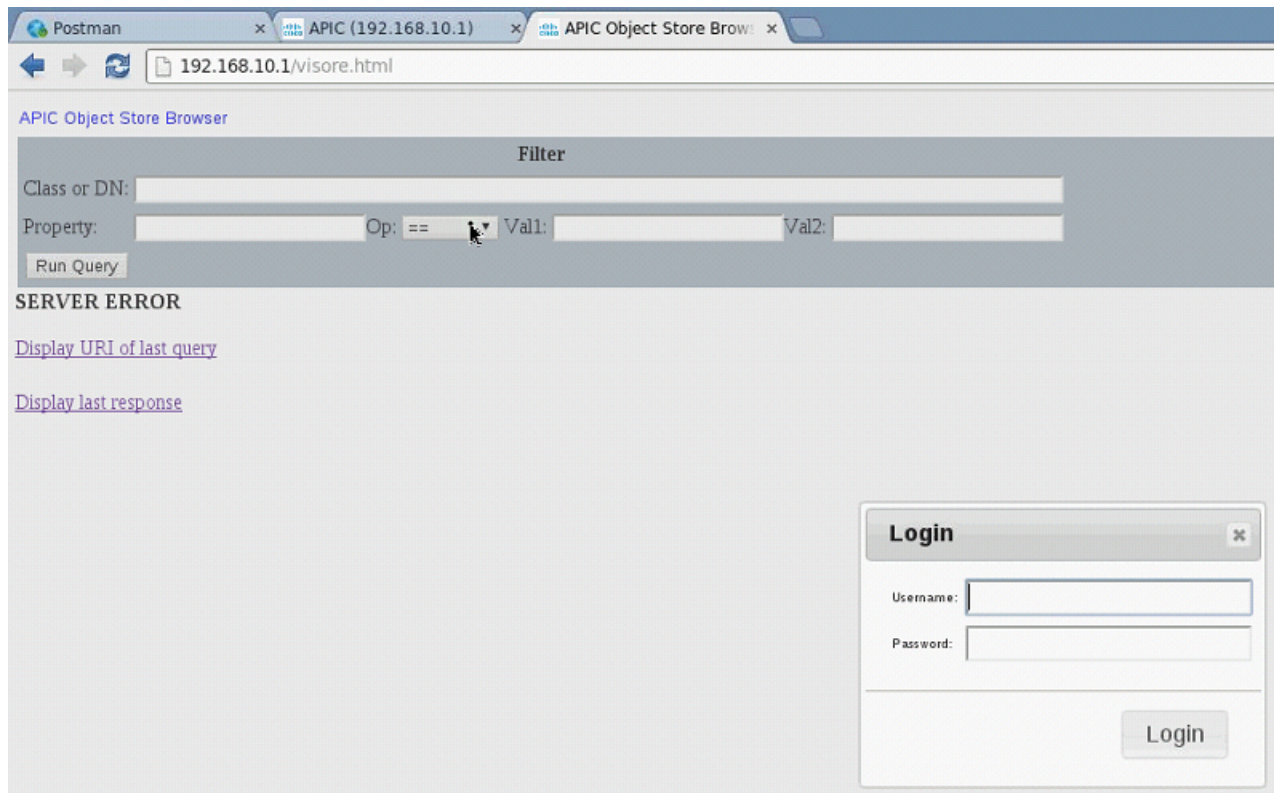 Postman
APIC (192.168.10.1)
APIC Object Store Brow
192.168.10.1/visore.html
APIC Object Store Browser
Filter
Class or DN:
Property: Op: == Val1: Val2:
Run Query
SERVER ERROR
Display URI of last query
Display last response
Login
Username:
Password:
Login